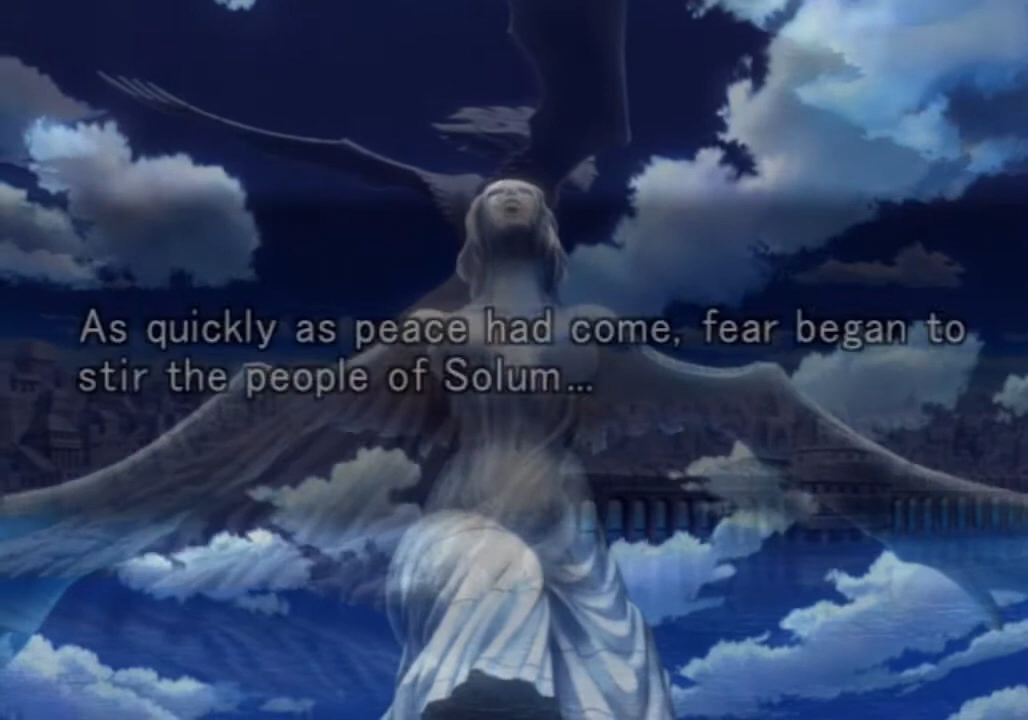 As quickly as peace had come, fear began to
stir the people of Solum...